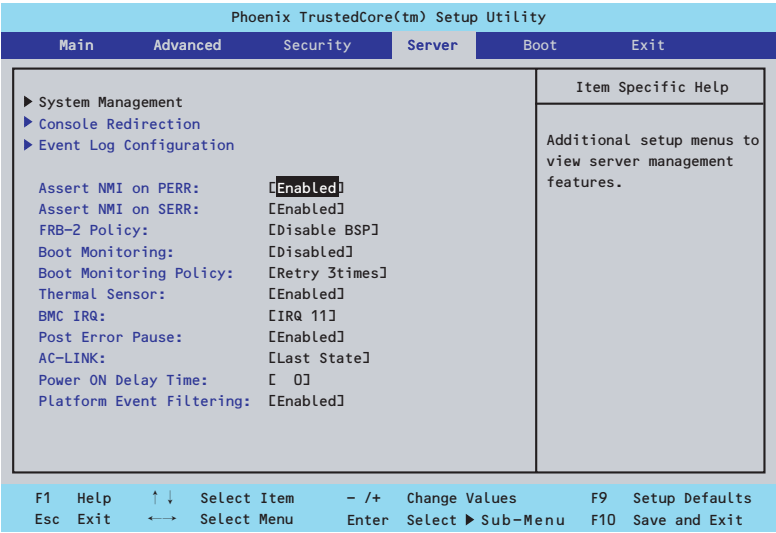 Phoenix TrustedCore(tm) Setup Utility
Main Advanced Security Server Boot Exit
Item Specific Help
▶ System Management
▶ Console Redirection
▶ Event Log Configuration
Additional setup menus to
view server management
features.
Assert NMI on PERR: [Enabled]
Assert NMI on SERR: [Enabled]
FRB-2 Policy: [Disable BSP]
Boot Monitoring: [Disabled]
Boot Monitoring Policy: [Retry 3times]
Thermal Sensor: [Enabled]
BMC IRQ: [IRQ 11]
Post Error Pause: [Enabled]
AC-LINK: [Last State]
Power ON Delay Time: [ 0]
Platform Event Filtering: [Enabled]
F1 Help ↑↓ Select Item - /+ Change Values F9 Setup Defaults
Esc Exit ←→ Select Menu Enter Select ▶ Sub-Menu F10 Save and Exit